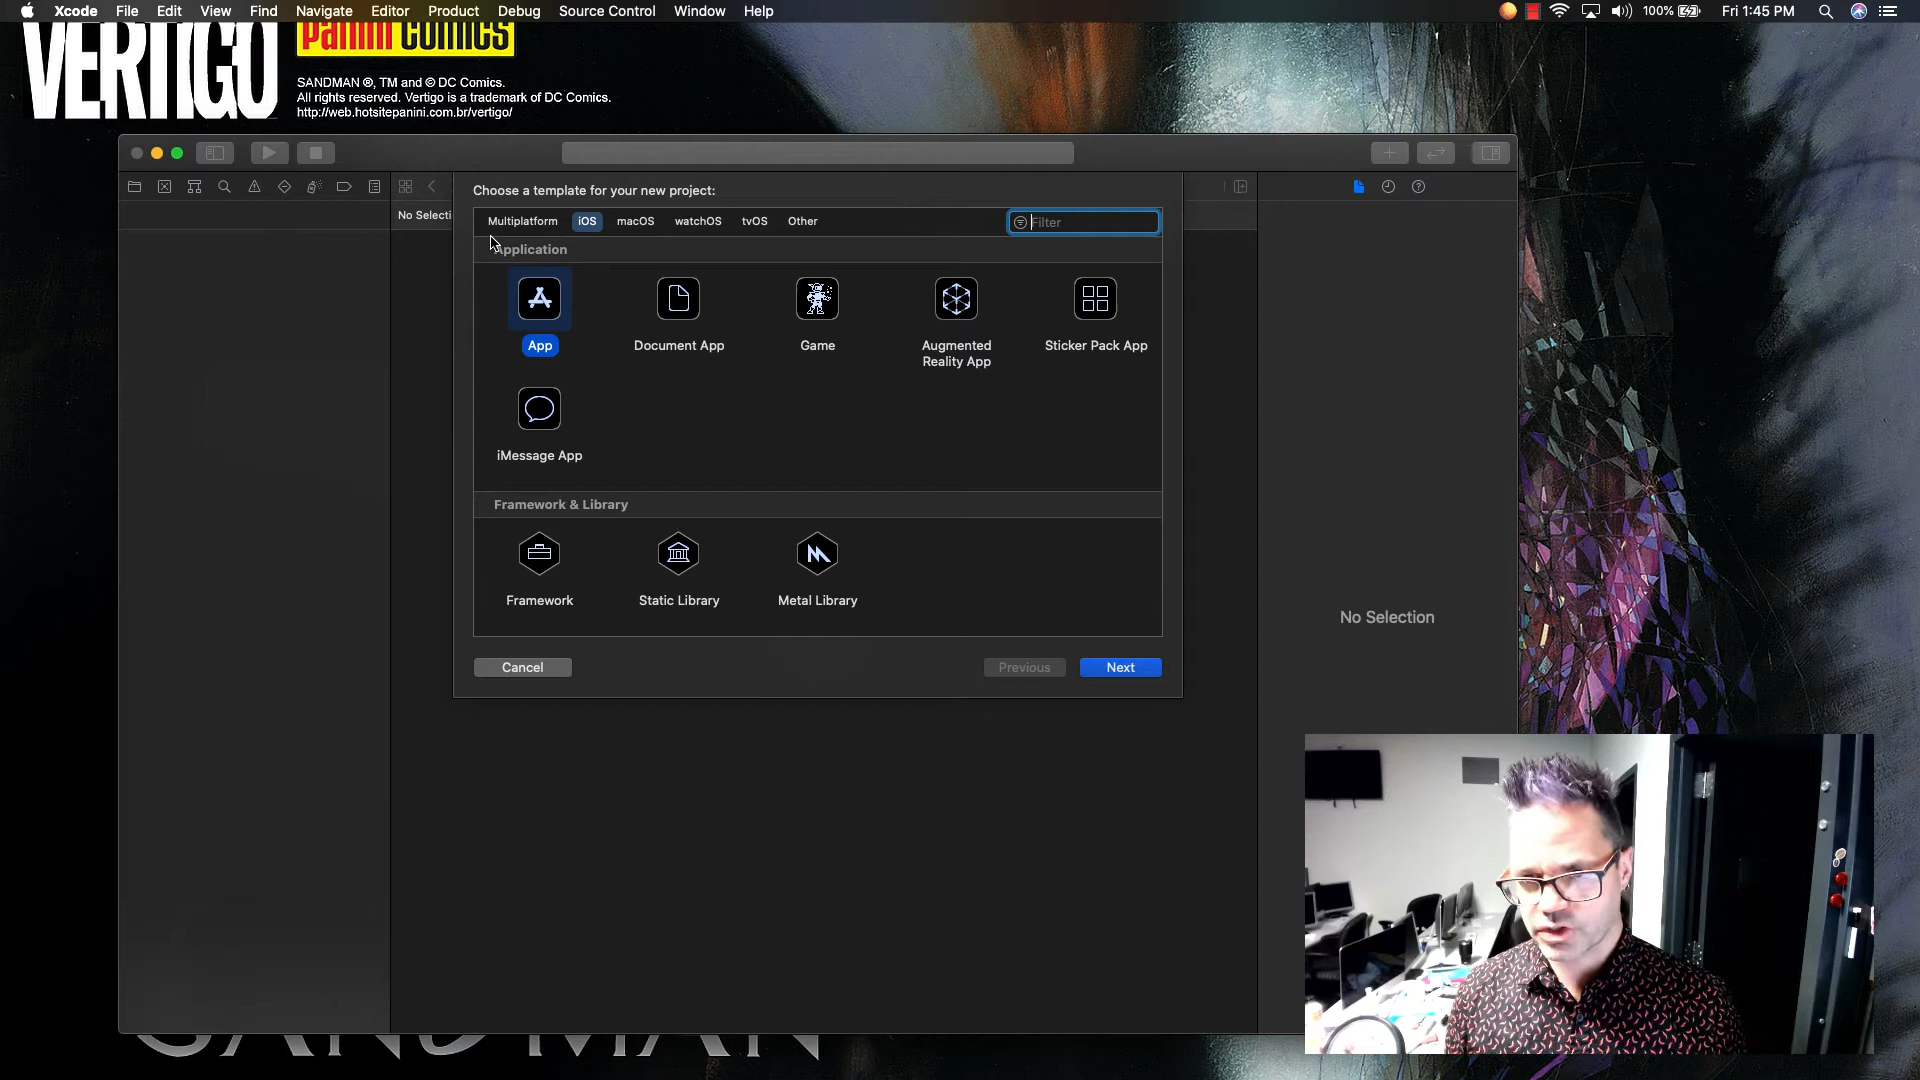 Xcode File Edit View Find Navigate Editor Product Debug Source Control Window Help
100% Fri 1:45 PM
VERTIGO
panini comics
SANDMAN ®, TM and © DC Comics.
All rights reserved. Vertigo is a trademark of DC Comics.
http://web.hotsitepanini.com.br/vertigo/
No Selecti
Choose a template for your new project:
Multiplatform iOS macOS watchOS tvOS Other
Filter
Application
App
Document App
Game
Augmented
Reality App
Sticker Pack App
iMessage App
Framework & Library
Framework
Static Library
Metal Library
Cancel Previous Next
No Selection
SANDMAN